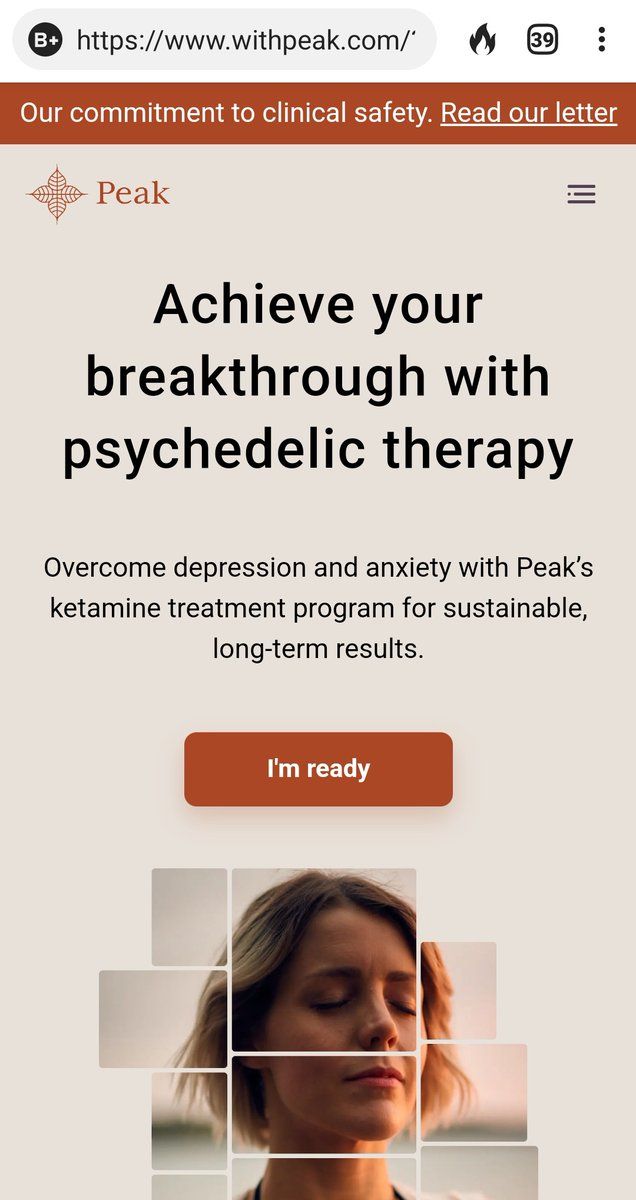 B+ https://www.withpeak.com/
39
Our commitment to clinical safety. Read our letter
Peak
Achieve your
breakthrough with
psychedelic therapy
Overcome depression and anxiety with Peak’s
ketamine treatment program for sustainable,
long-term results.
I'm ready